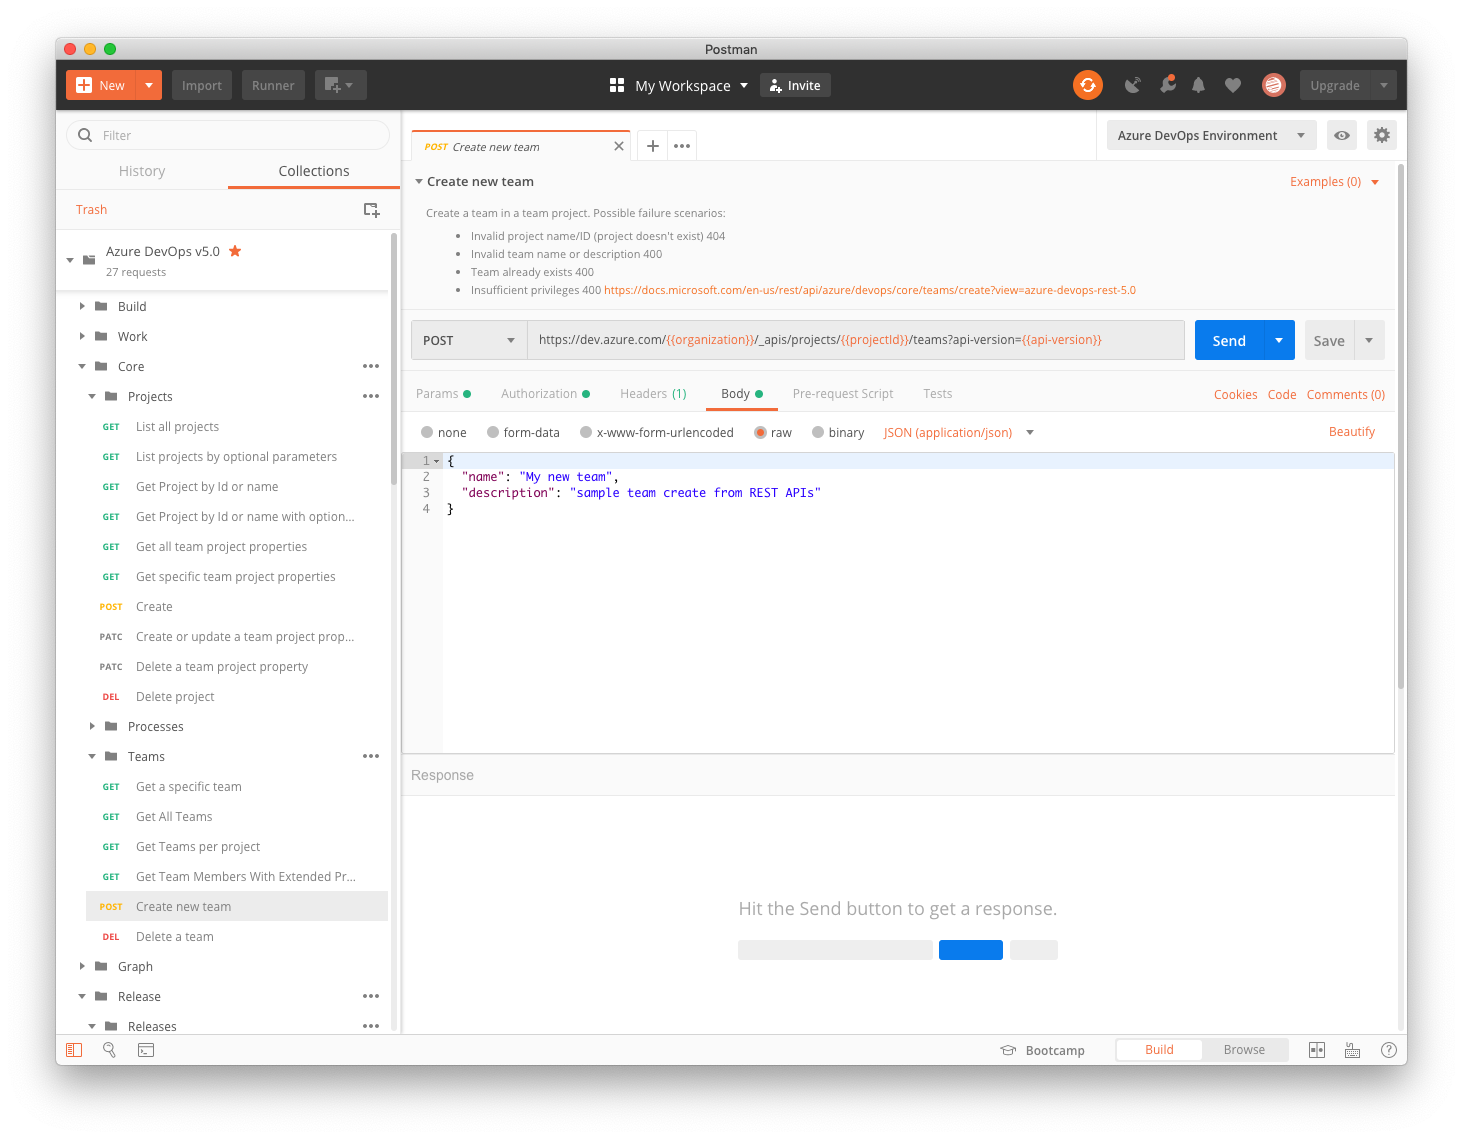 Postman
New
Import
Runner
My Workspace
Invite
Upgrade
Filter
History
Collections
Trash
Azure DevOps v5.0
27 requests
Build
Work
Core
Projects
GET List all projects
GET List projects by optional parameters
GET Get Project by Id or name
GET Get Project by Id or name with option...
GET Get all team project properties
GET Get specific team project properties
POST Create
PATC Create or update a team project prop...
PATC Delete a team project property
DEL Delete project
Processes
Teams
GET Get a specific team
GET Get All Teams
GET Get Teams per project
GET Get Team Members With Extended Pr...
POST Create new team
DEL Delete a team
Graph
Release
Releases
POST Create new team
Azure DevOps Environment
Create new team
Examples (0)
Create a team in a team project. Possible failure scenarios:
Invalid project name/ID (project doesn't exist) 404
Invalid team name or description 400
Team already exists 400
Insufficient privileges 400 https://docs.microsoft.com/en-us/rest/api/azure/devops/core/teams/create?view=azure-devops-rest-5.0
POST
https://dev.azure.com/{{organization}}/_apis/projects/{{projectId}}/teams?api-version={{api-version}}
Send
Save
Params
Authorization
Headers (1)
Body
Pre-request Script
Tests
Cookies
Code
Comments (0)
none
form-data
x-www-form-urlencoded
raw
binary
JSON (application/json)
Beautify
1 {
2 "name": "My new team",
3 "description": "sample team create from REST APIs"
4 }
Response
Hit the Send button to get a response.
Bootcamp
Build
Browse